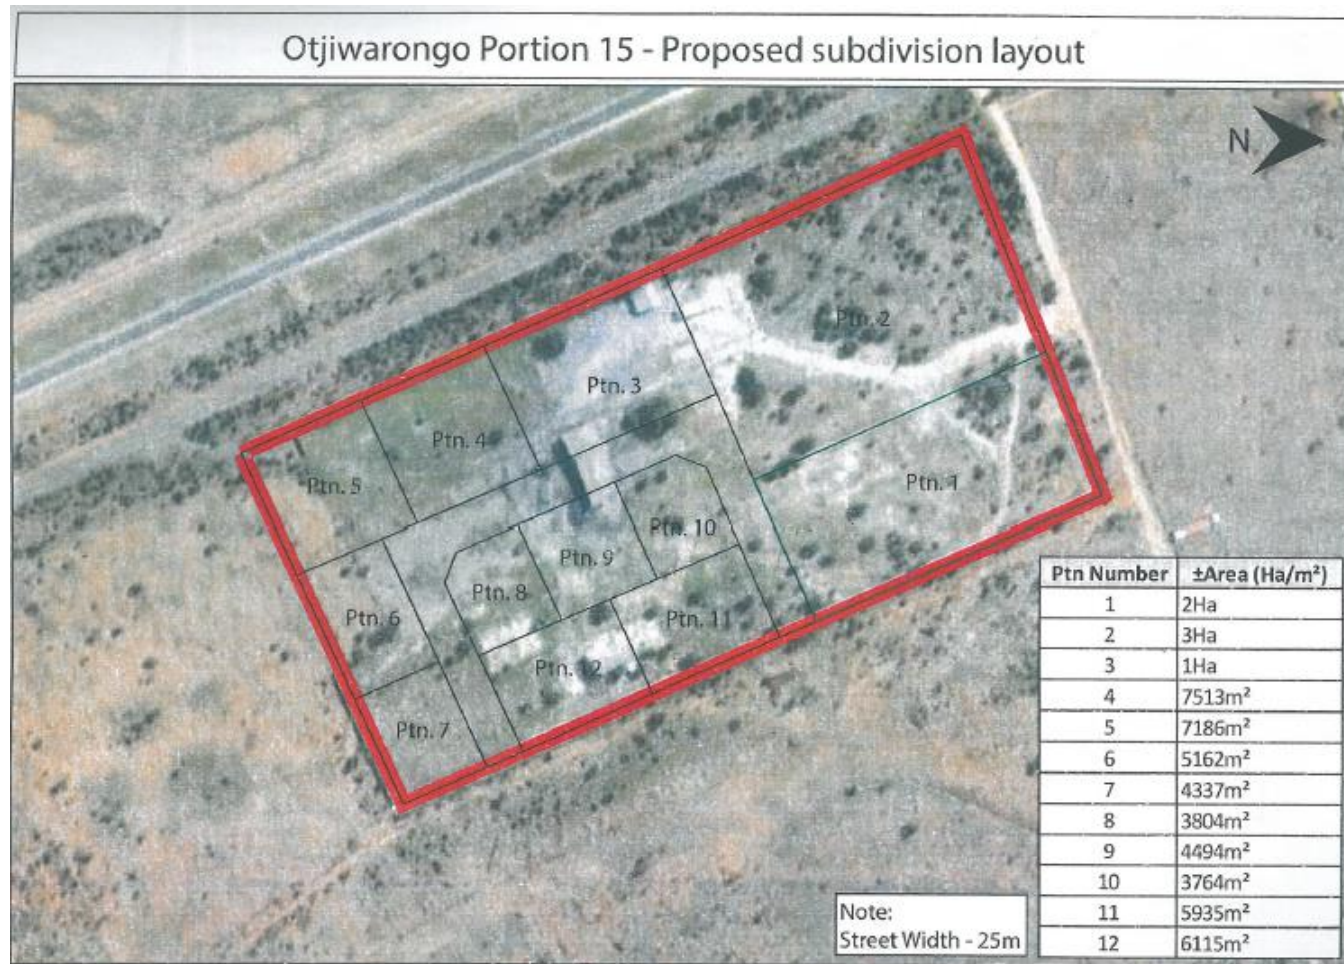 Otjiwarongo Portion 15 - Proposed subdivision layout
N
Ptn. 2
Ptn. 3
Ptn. 4
Ptn. 5
Ptn. 1
Ptn. 10
Ptn. 9
Ptn. 8
Ptn. 6
Ptn. 11
Ptn. 12
Ptn. 7
Ptn Number ±Area (Ha/m²)
1 2Ha
2 3Ha
3 1Ha
4 7513m²
5 7186m²
6 5162m²
7 4337m²
8 3804m²
9 4494m²
10 3764m²
11 5935m²
12 6115m²
Note:
Street Width - 25m